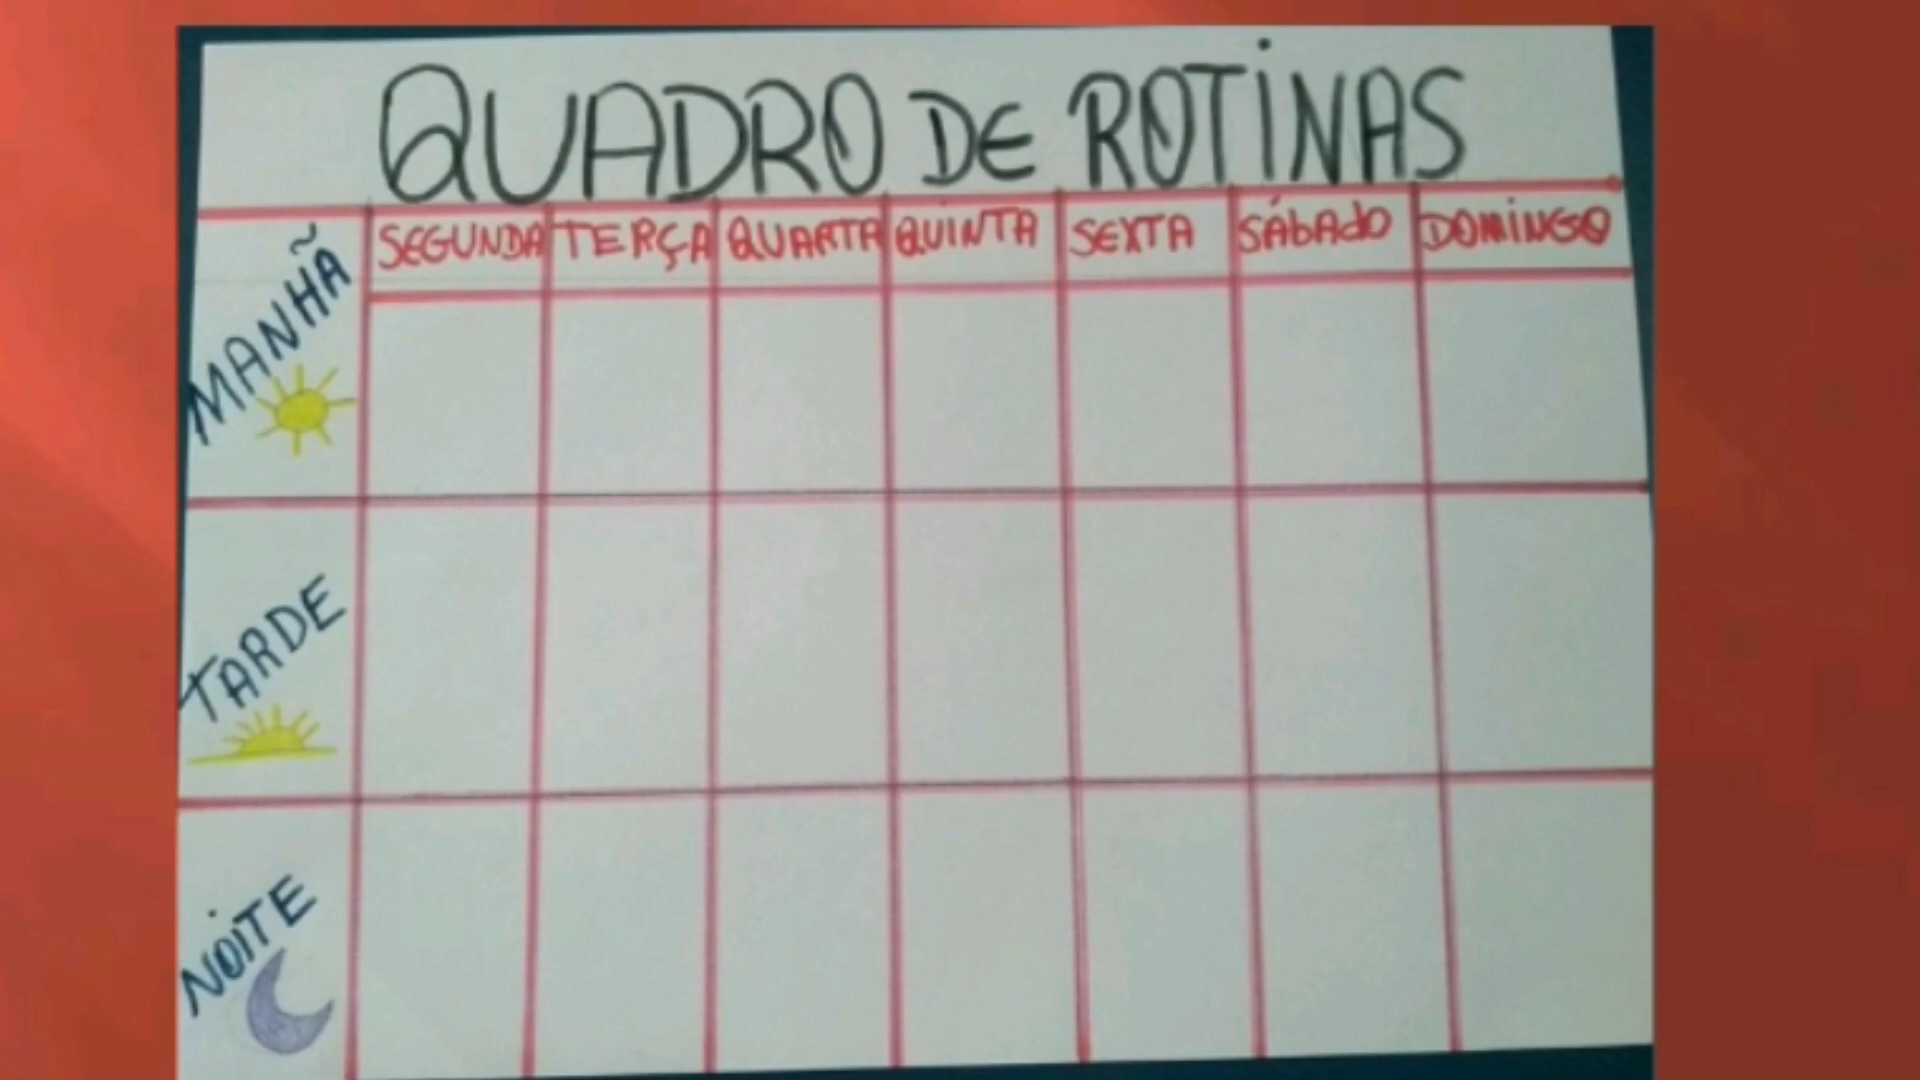 QUADRO DE ROTINAS
SEGUNDA TERÇA QUARTA QUINTA SEXTA SÁBADO DOMINGO
MANHÃ
TARDE
NOITE